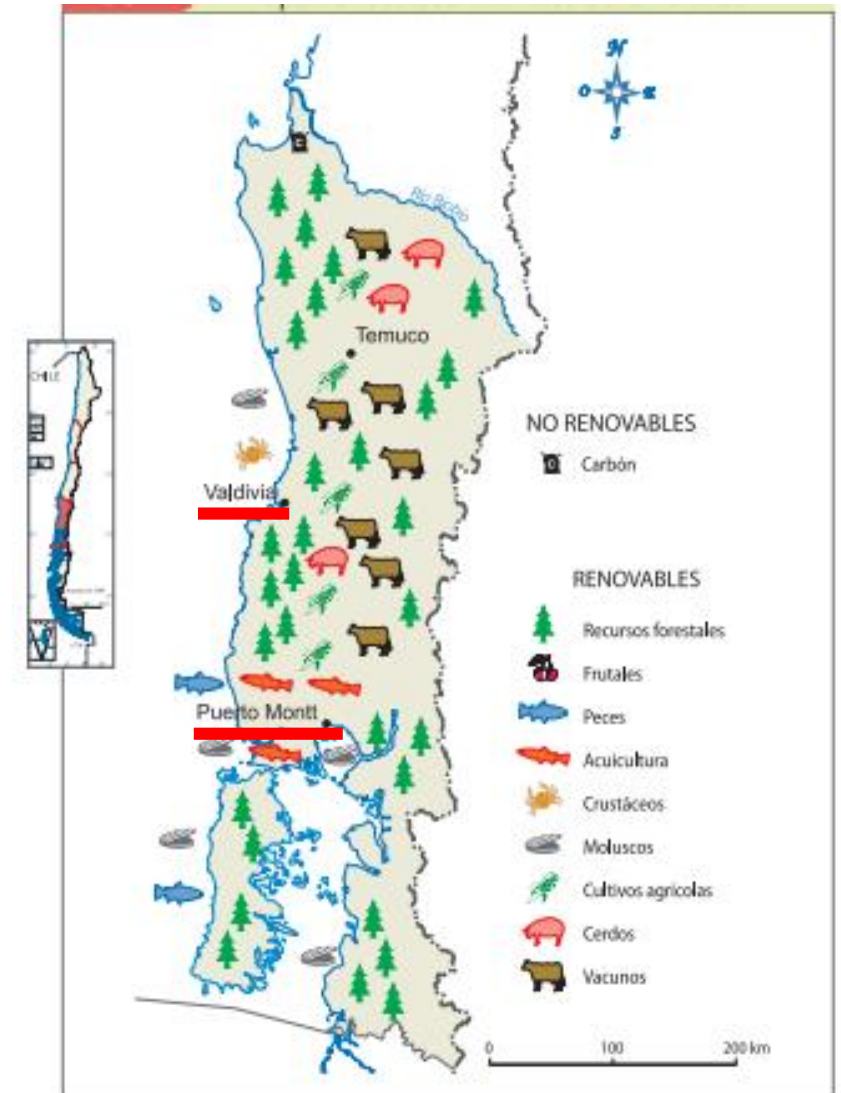 N
O
E
S
Río Biobío
Temuco
CHILE
NO RENOVABLES
Carbón
Valdivia
RENOVABLES
Recursos forestales
Frutales
Peces
Puerto Montt
Acuicultura
Crustáceos
Moluscos
Cultivos agrícolas
Cerdos
Vacunos
0 100 200 km